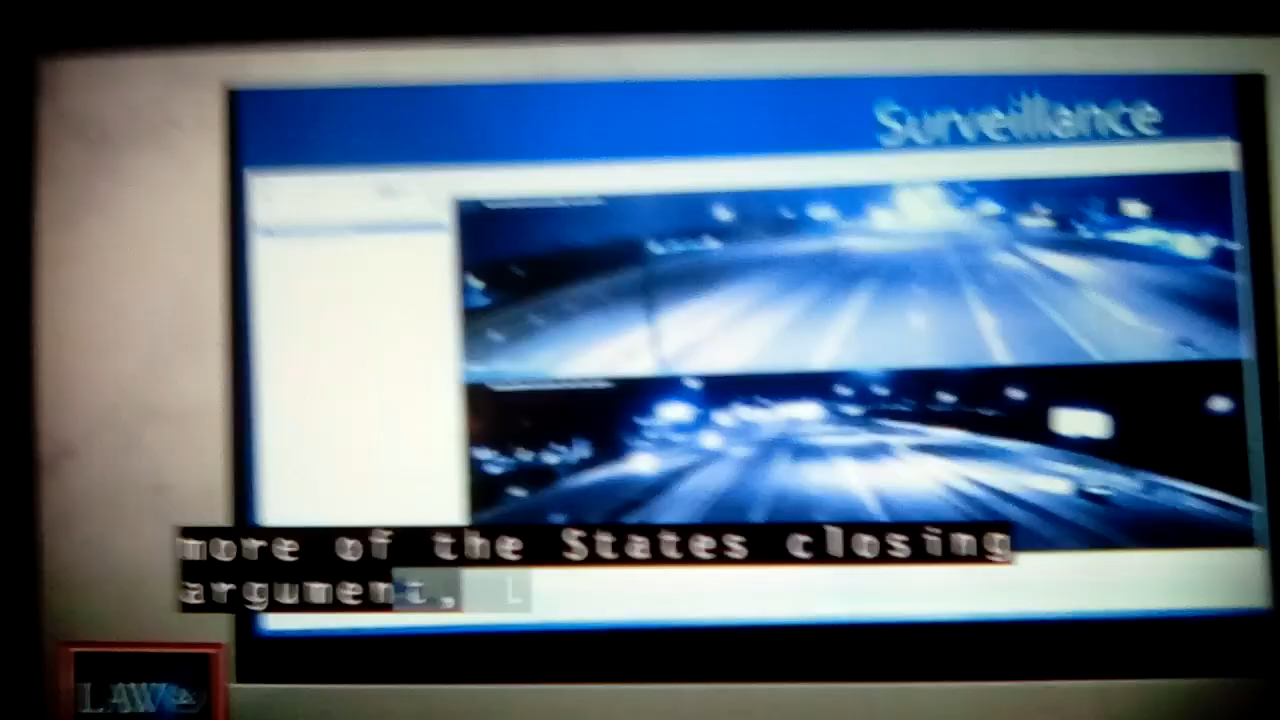 Surveillance
more of the States closing
argument. L
LAW